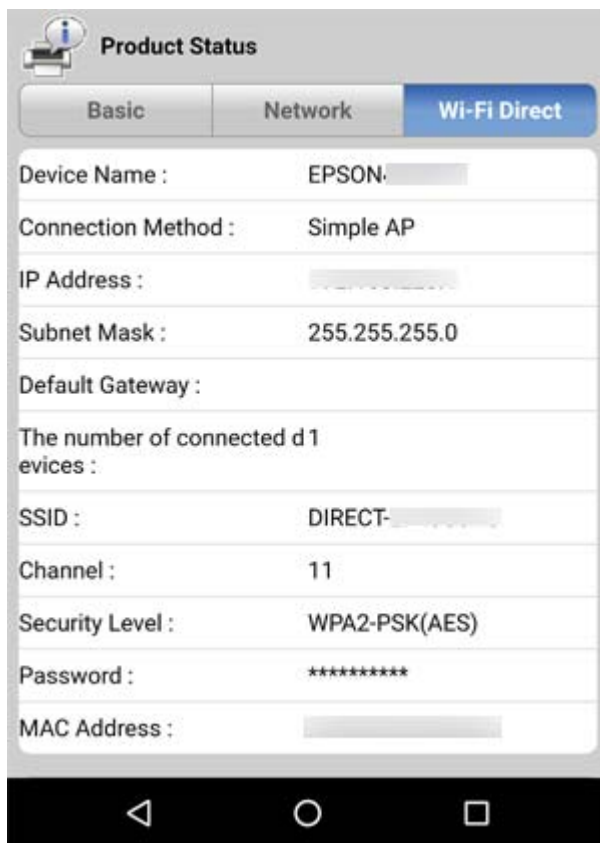 Product Status
Basic Network Wi-Fi Direct
Device Name : EPSON
Connection Method : Simple AP
IP Address :
Subnet Mask : 255.255.255.0
Default Gateway :
The number of connected d 1
evices :
SSID : DIRECT-
Channel : 11
Security Level : WPA2-PSK(AES)
Password : **********
MAC Address :